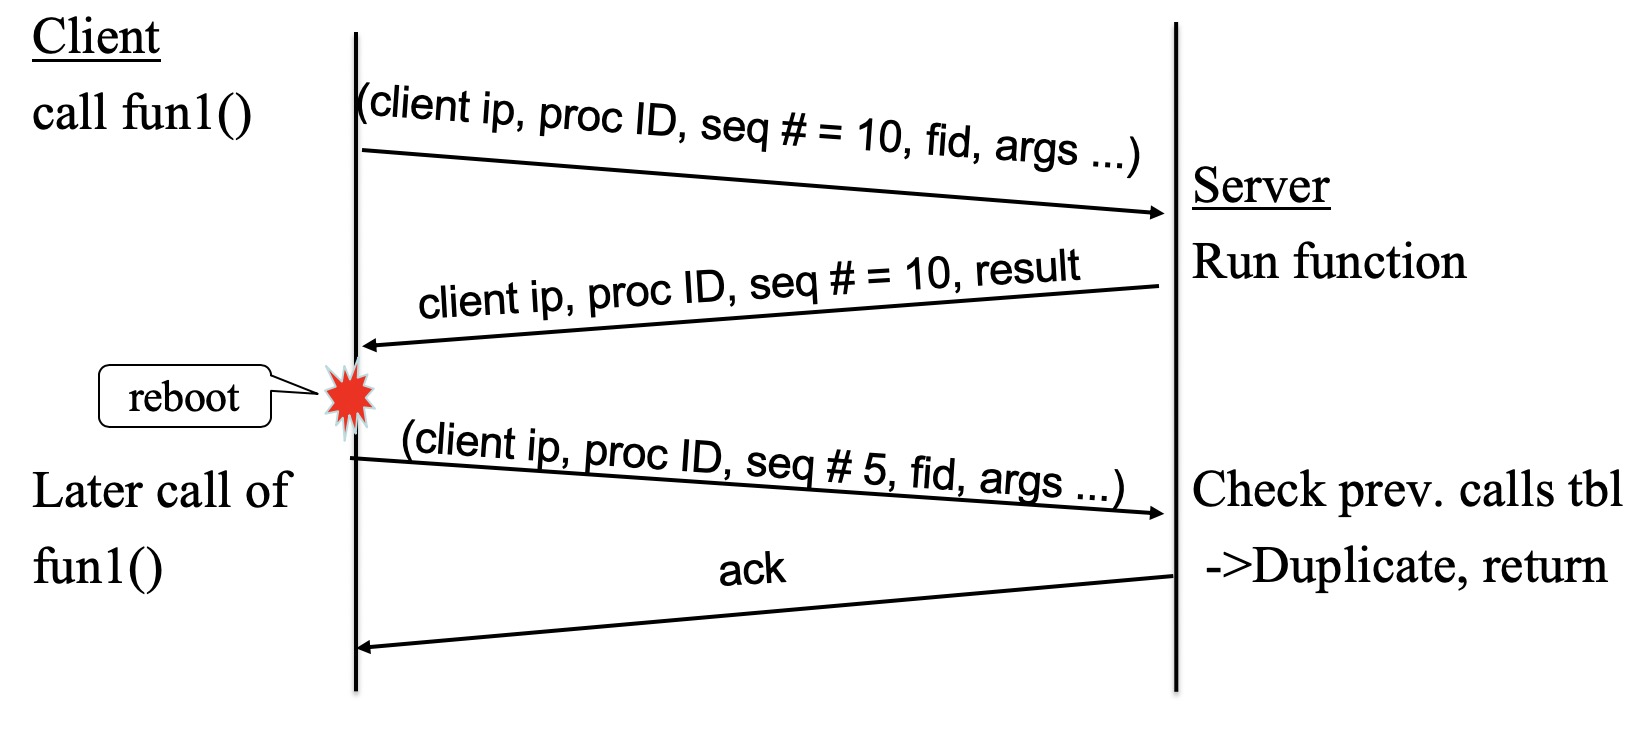 Client
call fun1()
(client ip, proc ID, seq # = 10, fid, args ...)
Server
Run function
client ip, proc ID, seq # = 10, result
reboot
(client ip, proc ID, seq # 5, fid, args ...)
Later call of
fun1()
Check prev. calls tbl
->Duplicate, return
ack